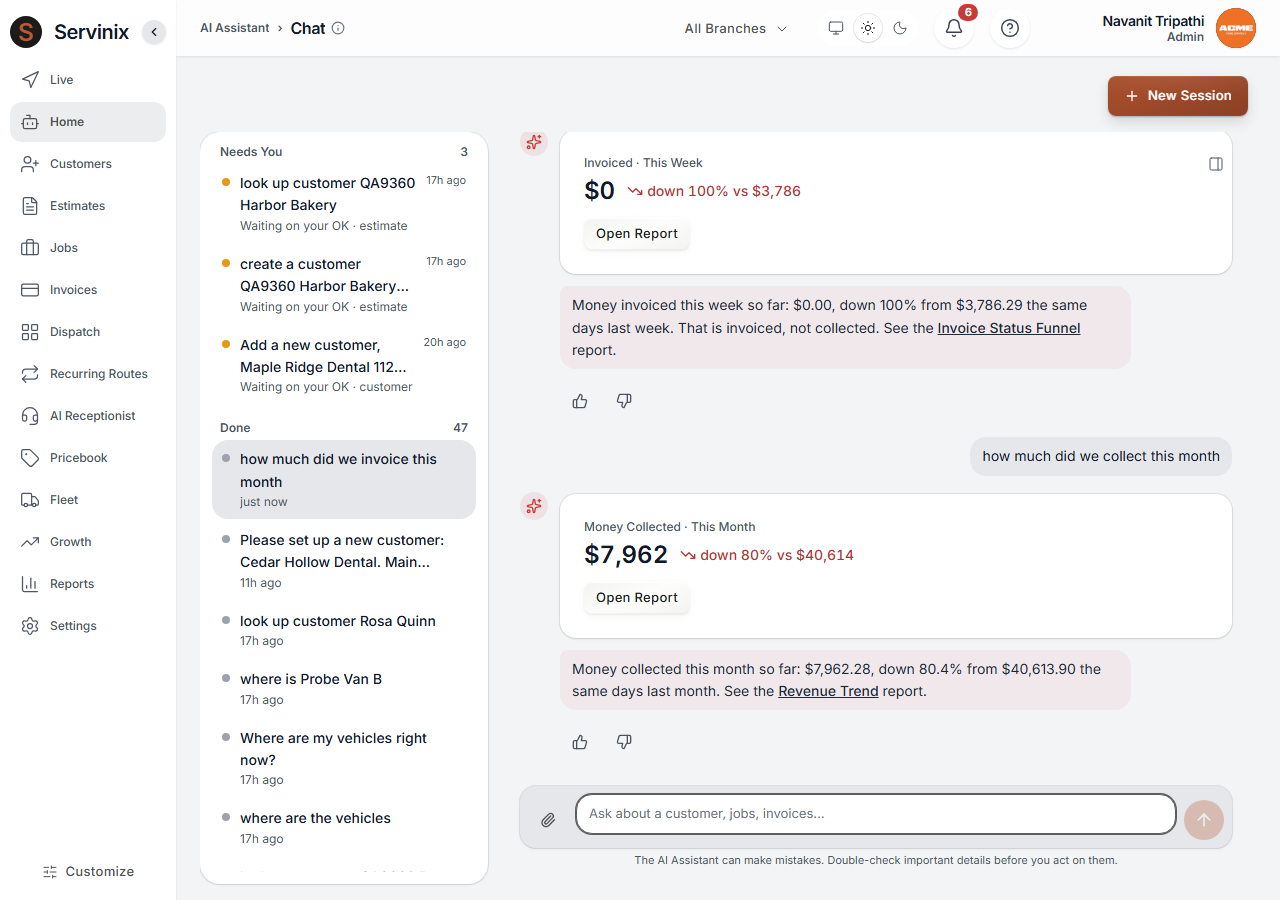 S
Servinix
Live
Home
Customers
Estimates
Jobs
Invoices
Dispatch
Recurring Routes
AI Receptionist
Pricebook
Fleet
Growth
Reports
Settings
Customize
AI Assistant › Chat
All Branches
6
Navanit Tripathi
Admin
ACME
New Session
Needs You 3
look up customer QA9360 17h ago
Harbor Bakery
Waiting on your OK · estimate
create a customer 17h ago
QA9360 Harbor Bakery...
Waiting on your OK · estimate
Add a new customer, 20h ago
Maple Ridge Dental 112...
Waiting on your OK · customer
Done 47
how much did we invoice this
month
just now
Please set up a new customer:
Cedar Hollow Dental. Main...
11h ago
look up customer Rosa Quinn
17h ago
where is Probe Van B
17h ago
Where are my vehicles right
now?
17h ago
where are the vehicles
17h ago
Invoiced · This Week
$0 down 100% vs $3,786
Open Report
Money invoiced this week so far: $0.00, down 100% from $3,786.29 the same
days last week. That is invoiced, not collected. See the Invoice Status Funnel
report.
how much did we collect this month
Money Collected · This Month
$7,962 down 80% vs $40,614
Open Report
Money collected this month so far: $7,962.28, down 80.4% from $40,613.90 the
same days last month. See the Revenue Trend report.
Ask about a customer, jobs, invoices...
The AI Assistant can make mistakes. Double-check important details before you act on them.